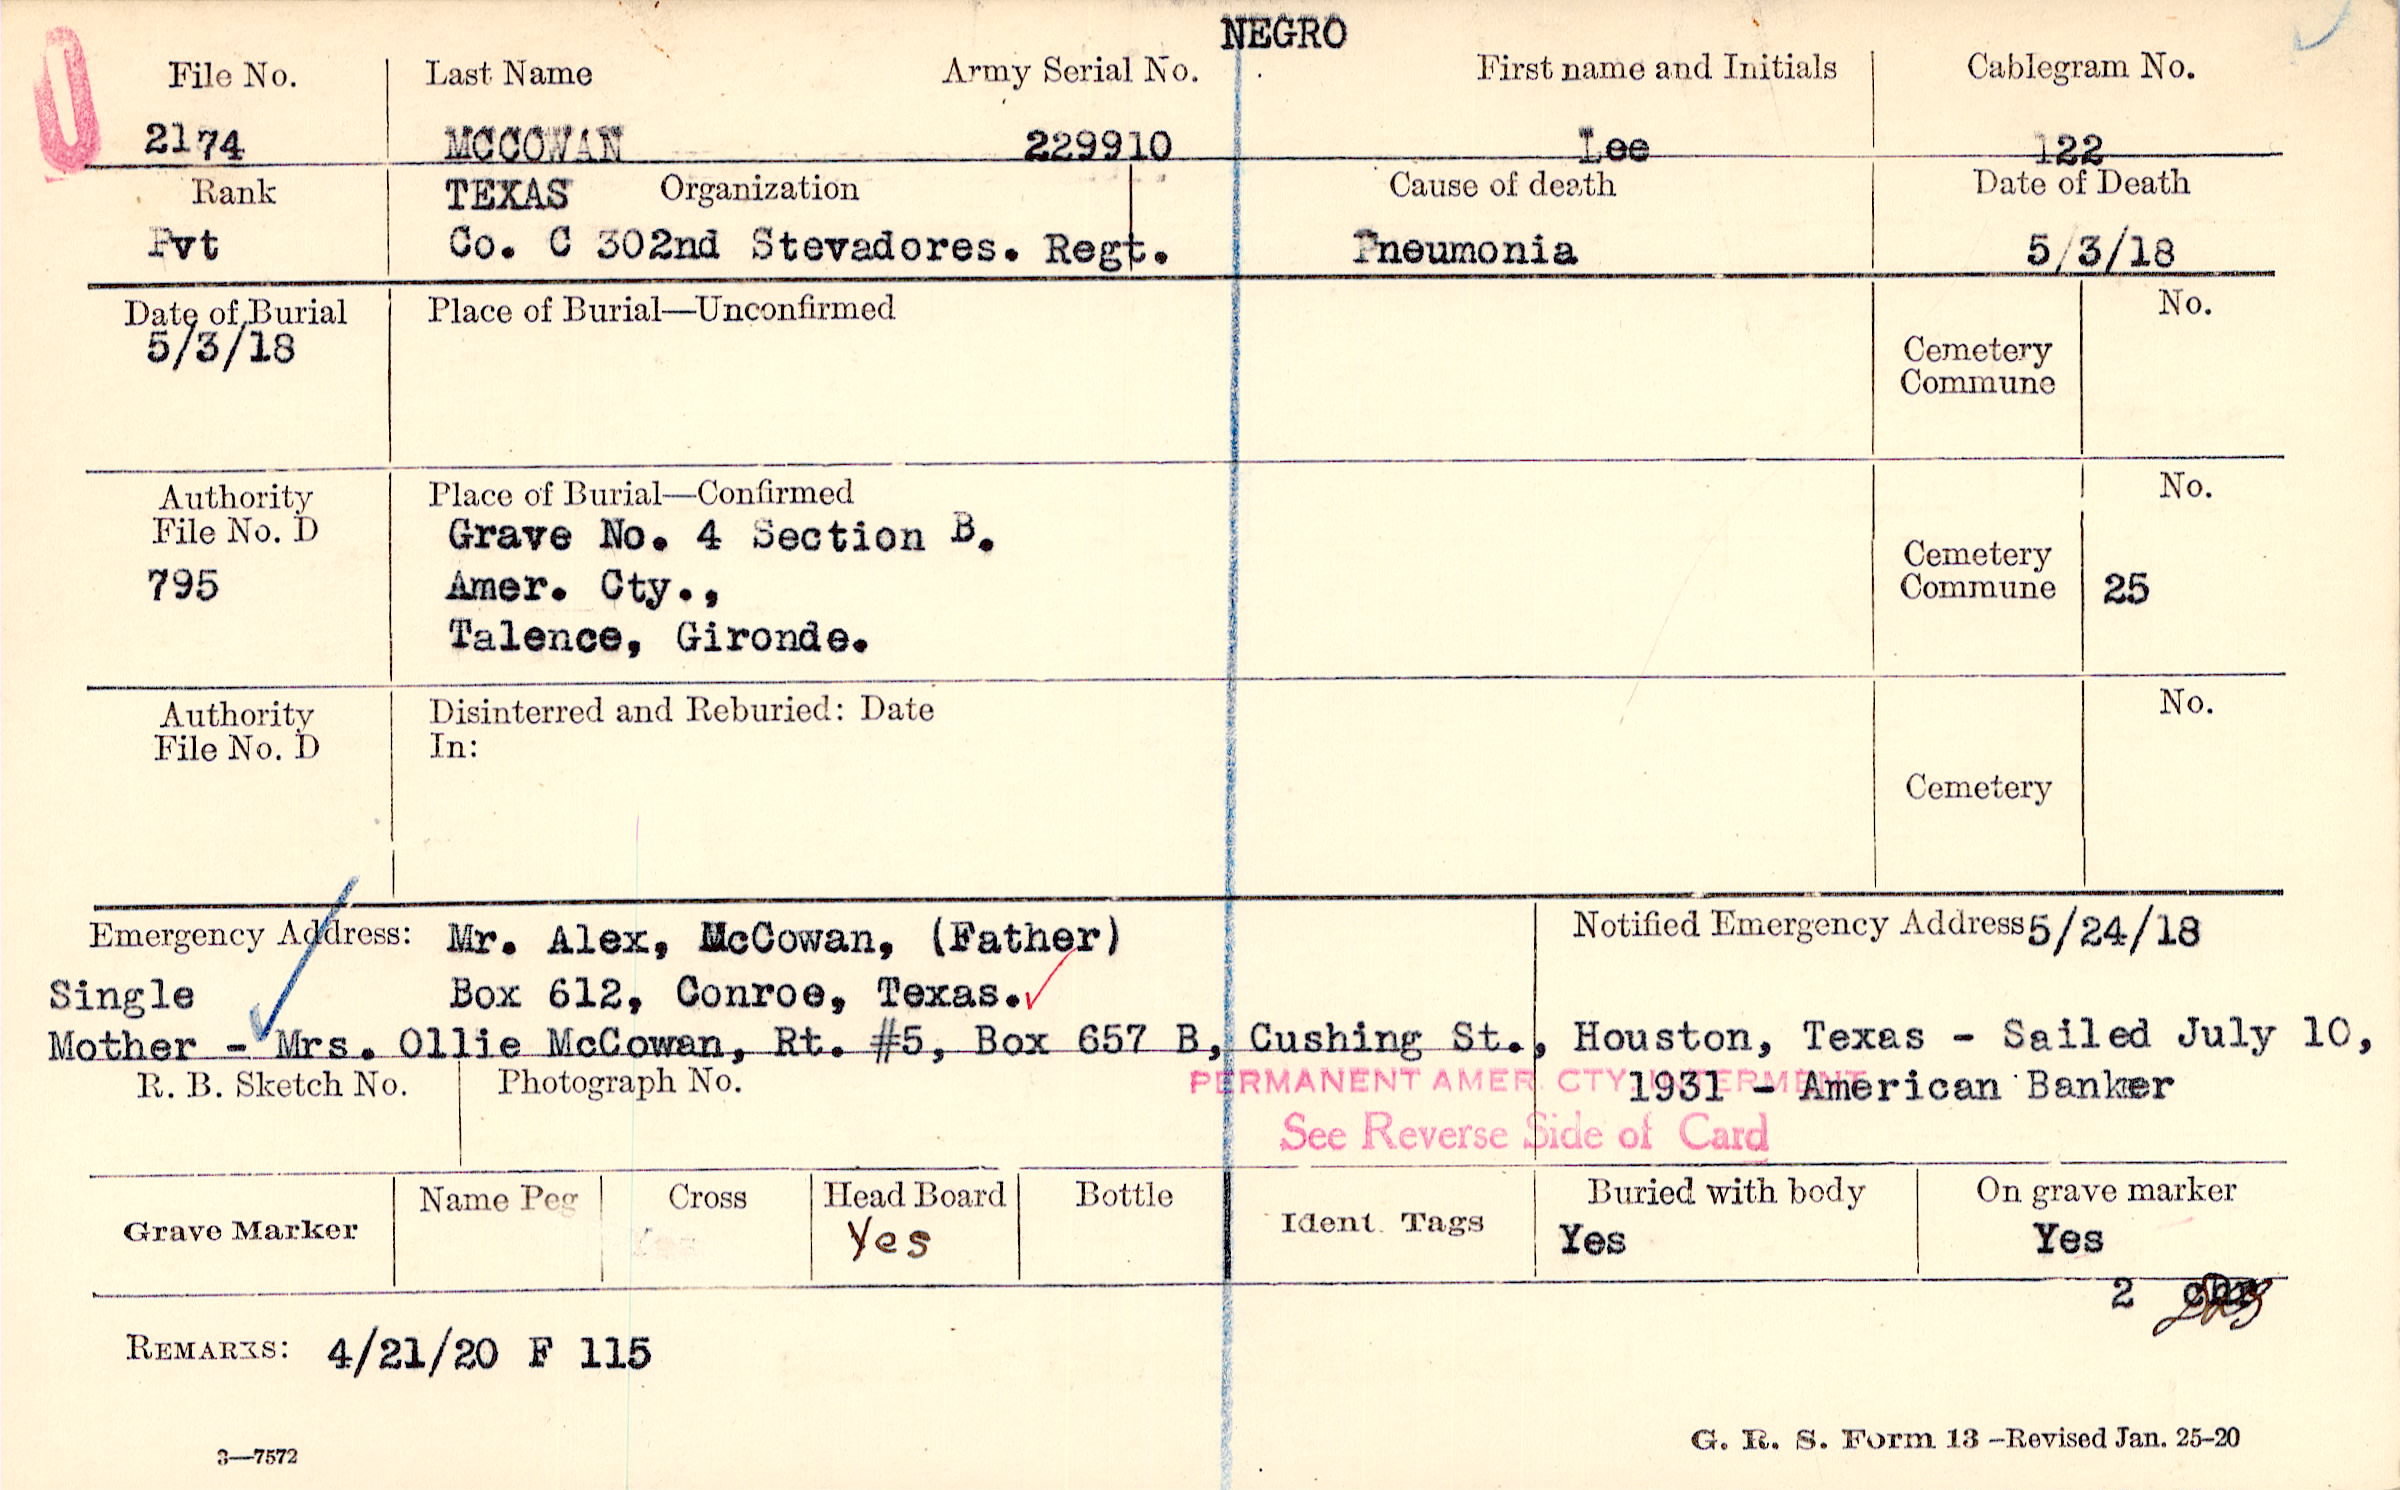 NEGRO
File No. Last Name Army Serial No. First name and Initials Cablegram No.
2174 MCCOWAN 229910 Lee 122
Rank TEXAS Organization Cause of death Date of Death
Pvt Co. C 302nd Stevadores. Regt. Pneumonia 5/3/18
Date of Burial Place of Burial—Unconfirmed No.
5/3/18
Cemetery
Commune
Authority Place of Burial—Confirmed No.
File No. D Grave No. 4 Section B.
Cemetery
795 Amer. Cty., Commune 25
Talence, Gironde.
Authority Disinterred and Reburied: Date No.
File No. D In:
Cemetery
Emergency Address: Mr. Alex, McCowan, (Father) Notified Emergency Address 5/24/18
Single Box 612, Conroe, Texas.
Mother - Mrs. Ollie McCowan, Rt. #5, Box 657 B, Cushing St., Houston, Texas - Sailed July 10,
R. B. Sketch No. Photograph No. 1931 - American Banker
PERMANENT AMER. CTY. INTERMENT
See Reverse Side of Card
Name Peg Cross Head Board Bottle Buried with body On grave marker
Grave Marker Yes Yes Ident. Tags Yes Yes
2
REMARKS: 4/21/20 F 115
3—7572 G. R. S. Form 13 —Revised Jan. 25-20